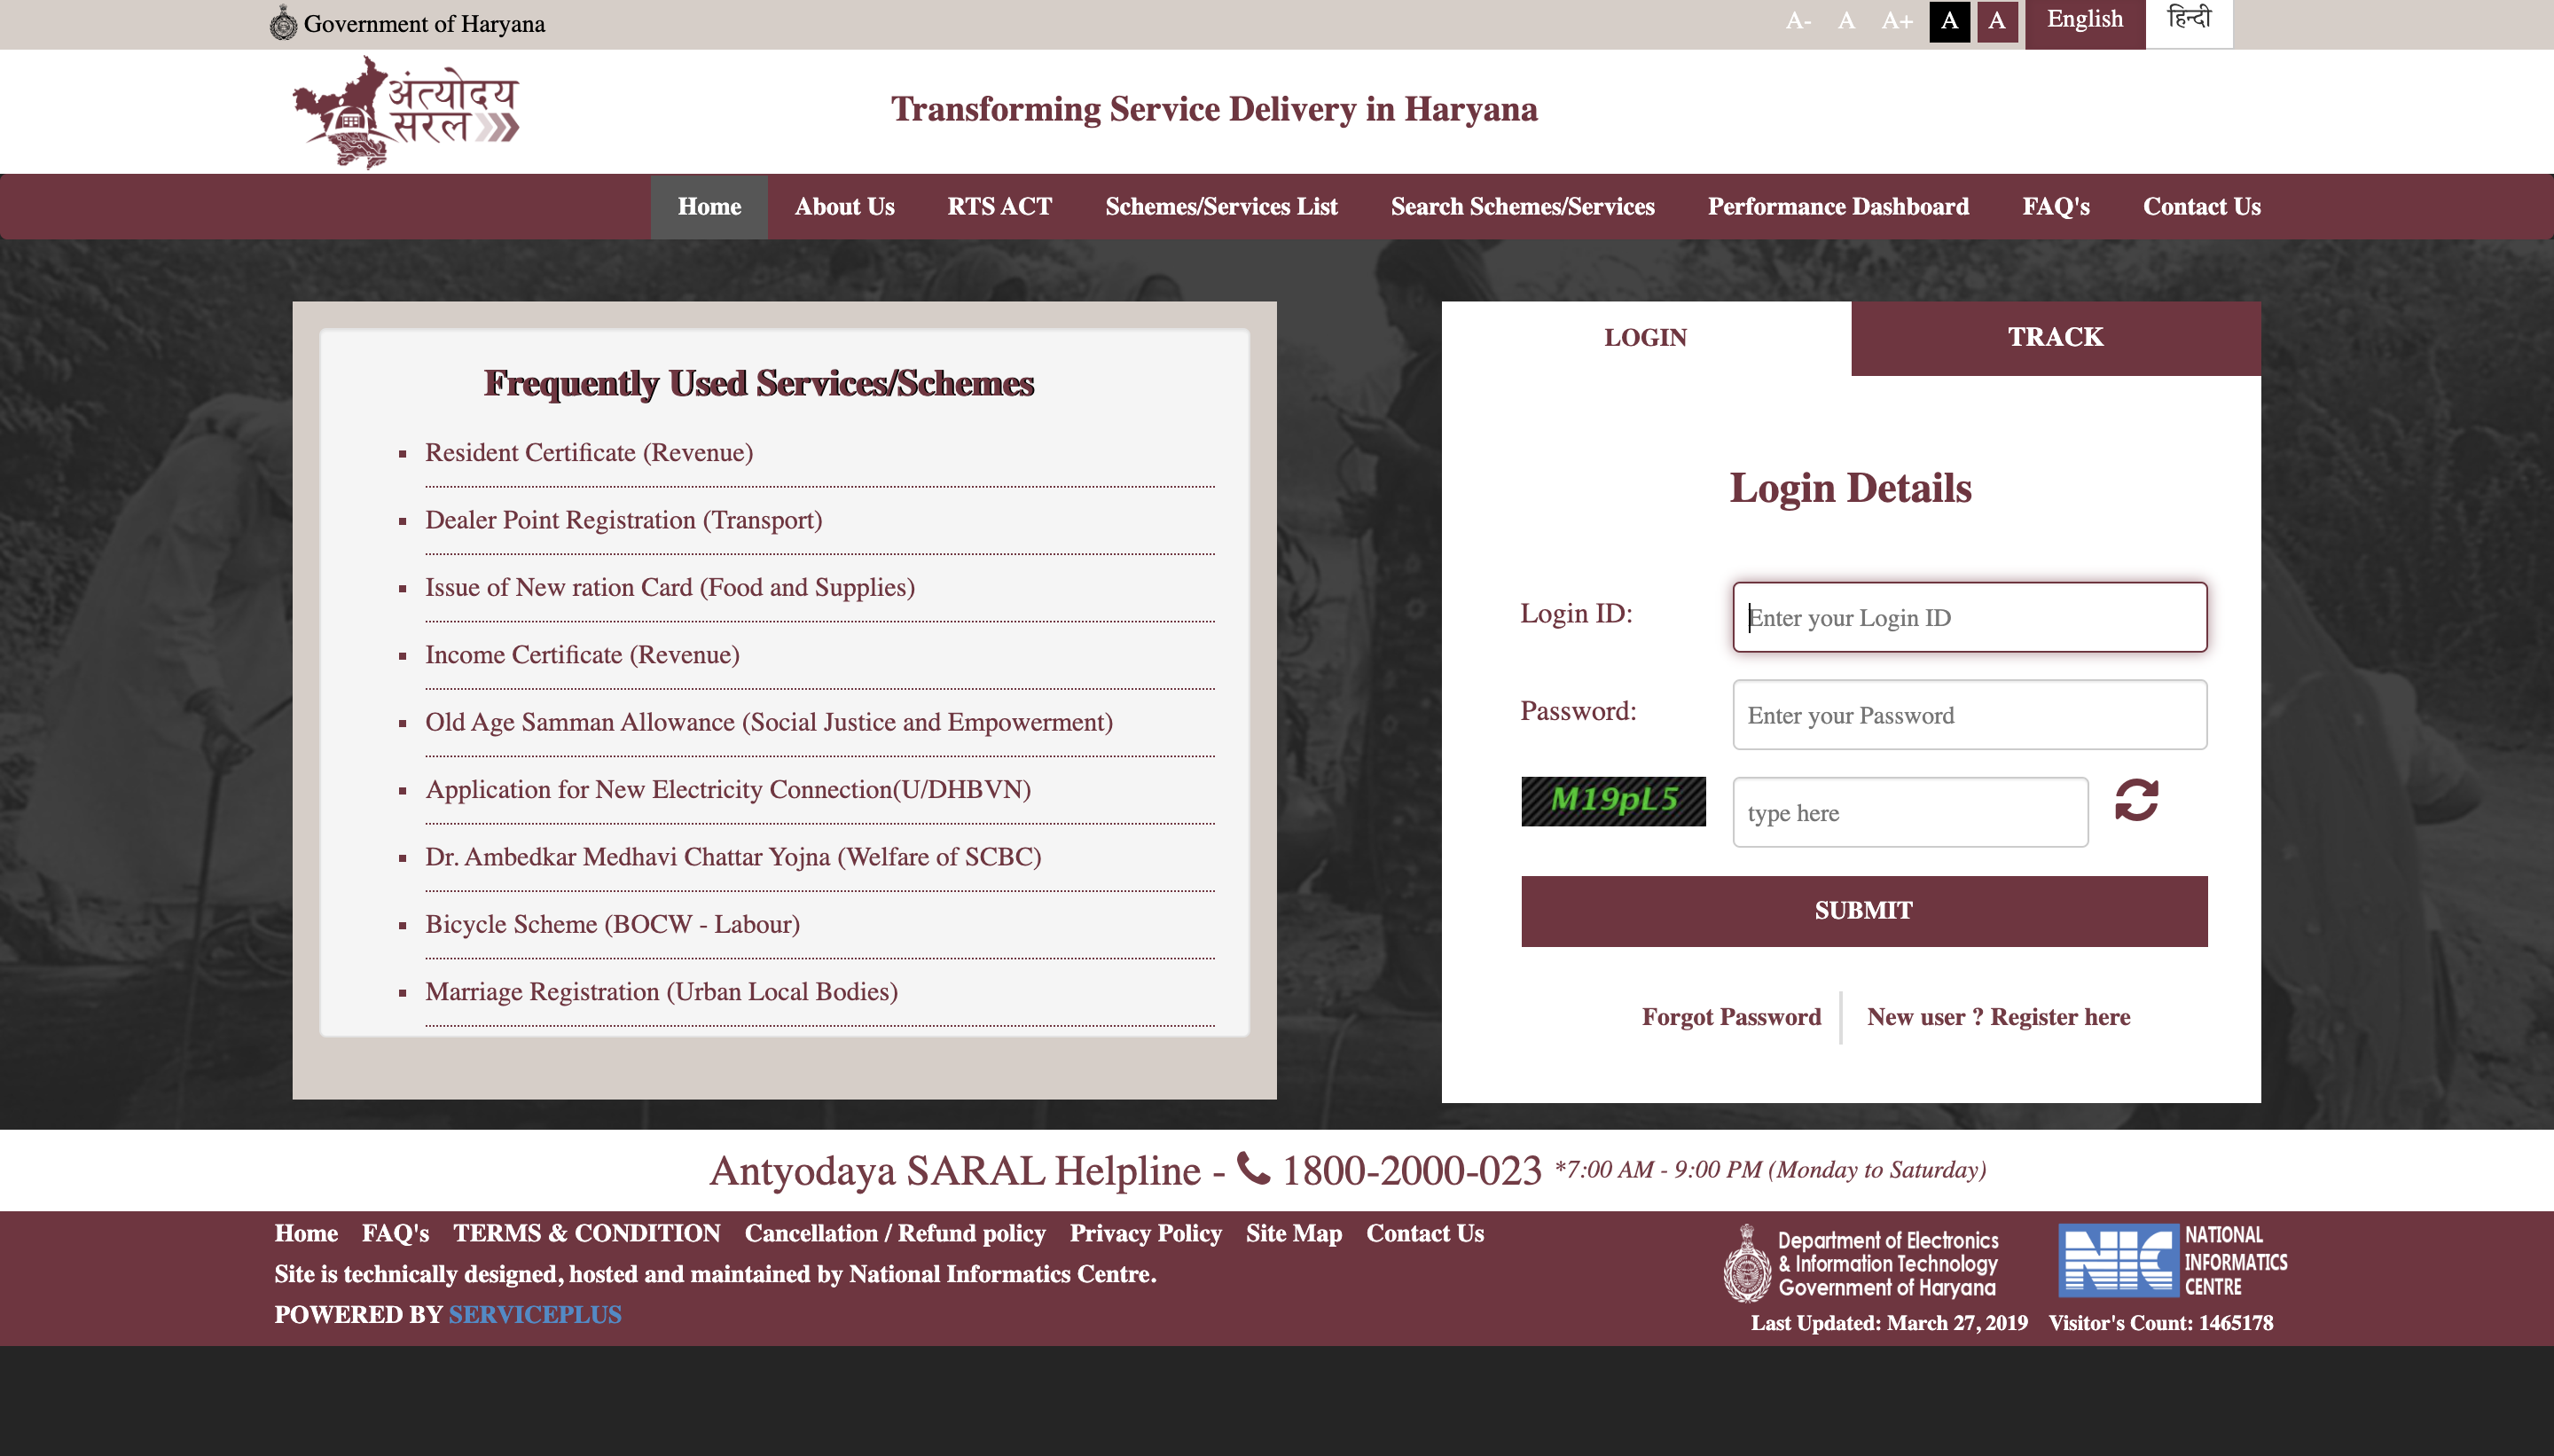 Government of Haryana
A- A A+ A A English हिन्दी
अंत्योदय
सरल
Transforming Service Delivery in Haryana
Home About Us RTS ACT Schemes/Services List Search Schemes/Services Performance Dashboard FAQ's Contact Us
Frequently Used Services/Schemes
Resident Certificate (Revenue)
Dealer Point Registration (Transport)
Issue of New ration Card (Food and Supplies)
Income Certificate (Revenue)
Old Age Samman Allowance (Social Justice and Empowerment)
Application for New Electricity Connection(U/DHBVN)
Dr. Ambedkar Medhavi Chattar Yojna (Welfare of SCBC)
Bicycle Scheme (BOCW - Labour)
Marriage Registration (Urban Local Bodies)
LOGIN TRACK
Login Details
Login ID: Enter your Login ID
Password: Enter your Password
M19pL5 type here
SUBMIT
Forgot Password New user ? Register here
Antyodaya SARAL Helpline - 1800-2000-023 *7:00 AM - 9:00 PM (Monday to Saturday)
Home FAQ's TERMS & CONDITION Cancellation / Refund policy Privacy Policy Site Map Contact Us
Site is technically designed, hosted and maintained by National Informatics Centre.
POWERED BY SERVICEPLUS
Department of Electronics
& Information Technology
Government of Haryana
NIC
NATIONAL
INFORMATICS
CENTRE
Last Updated: March 27, 2019 Visitor's Count: 1465178